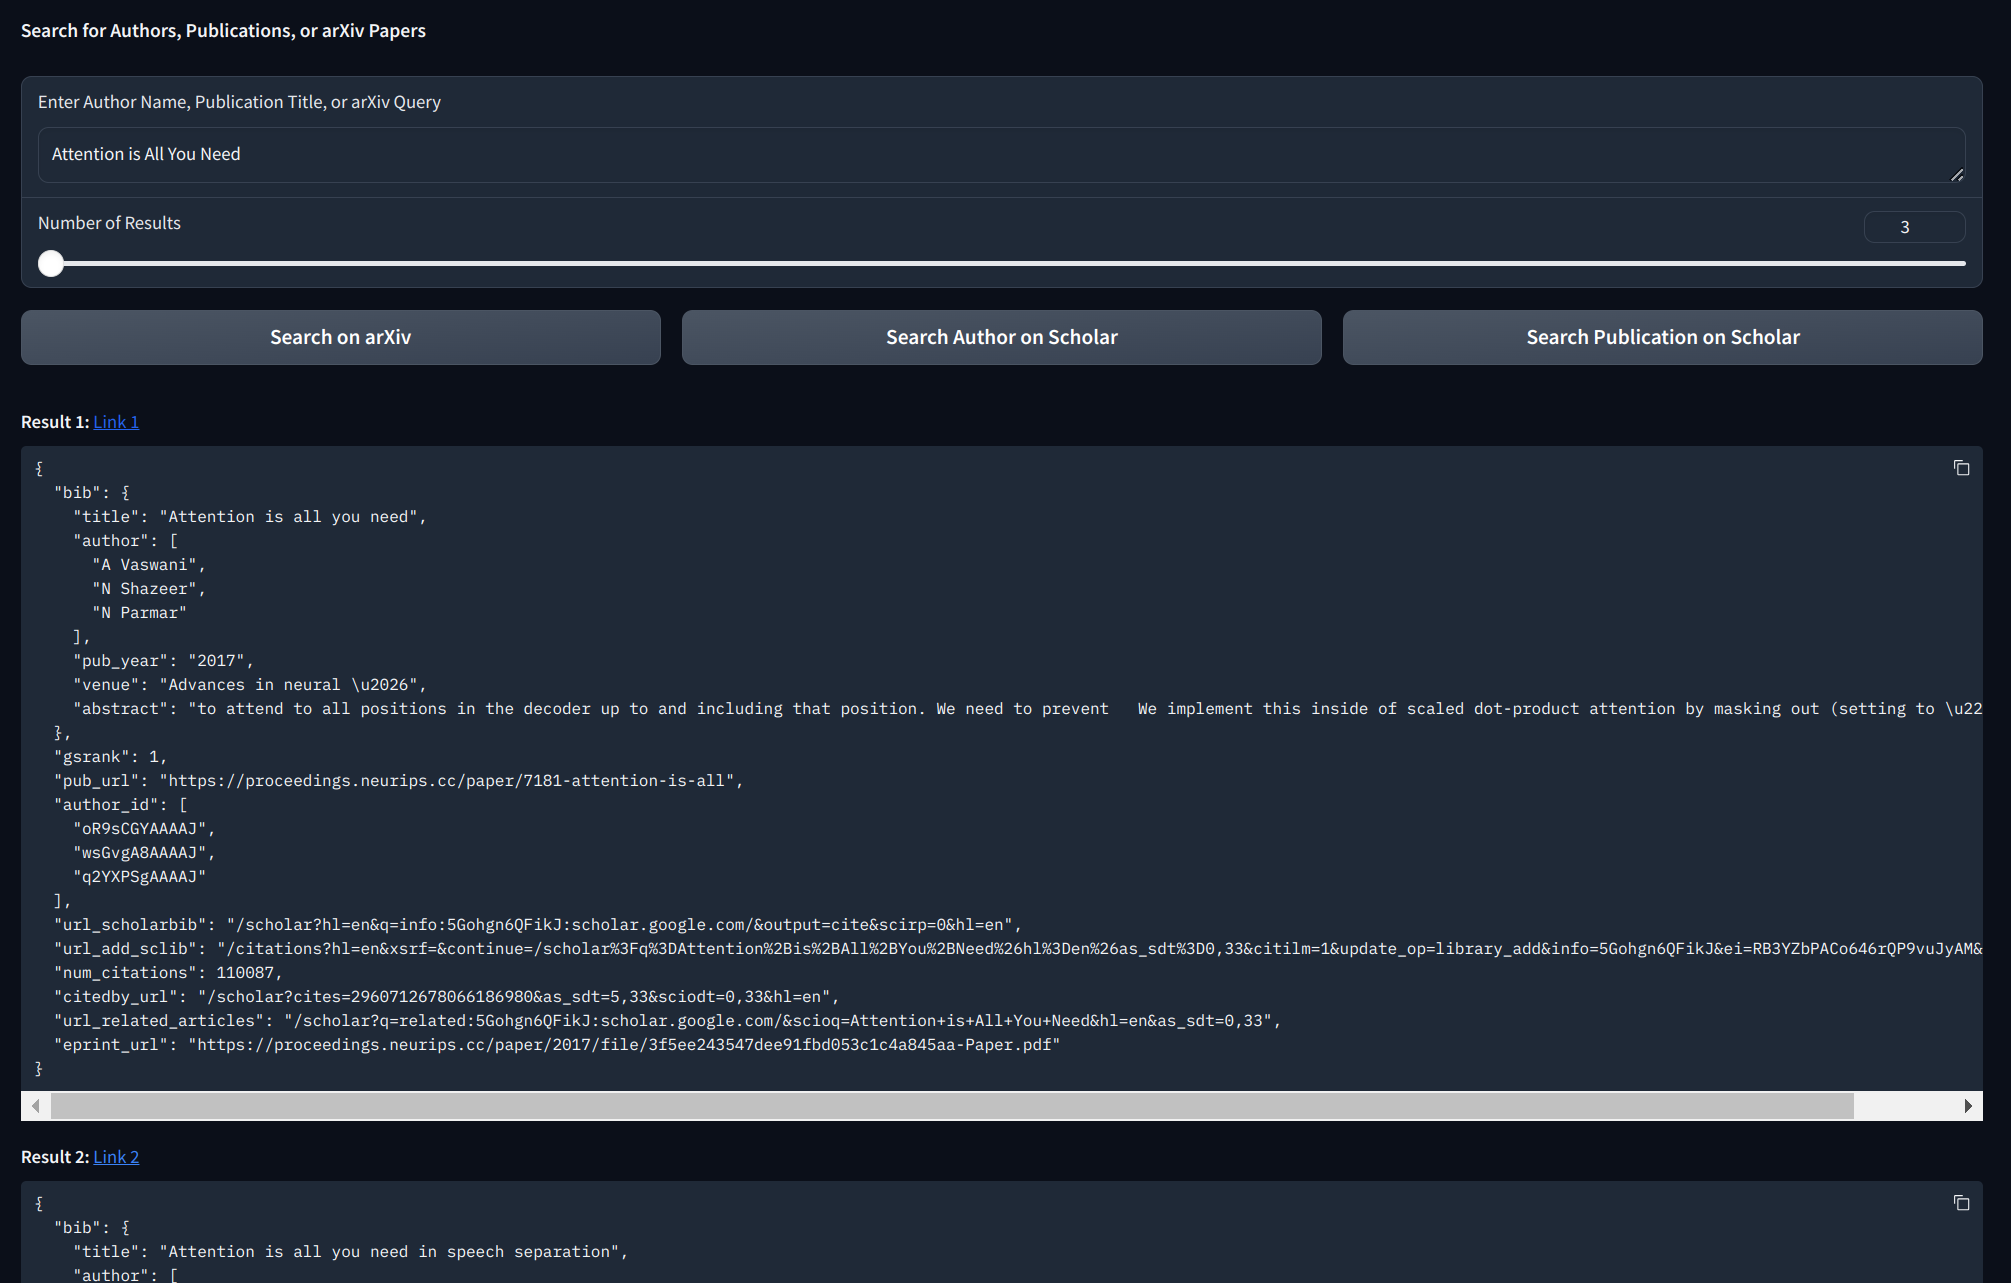 Search for Authors, Publications, or arXiv Papers
Enter Author Name, Publication Title, or arXiv Query
Attention is All You Need
Number of Results
3
Search on arXiv
Search Author on Scholar
Search Publication on Scholar
Result 1: Link 1
{
  "bib": {
    "title": "Attention is all you need",
    "author": [
      "A Vaswani",
      "N Shazeer",
      "N Parmar"
    ],
    "pub_year": "2017",
    "venue": "Advances in neural \u2026",
    "abstract": "to attend to all positions in the decoder up to and including that position. We need to prevent   We implement this inside of scaled dot-product attention by masking out (setting to \u22
  },
  "gsrank": 1,
  "pub_url": "https://proceedings.neurips.cc/paper/7181-attention-is-all",
  "author_id": [
    "oR9sCGYAAAAJ",
    "wsGvgA8AAAAJ",
    "q2YXPSgAAAAJ"
  ],
  "url_scholarbib": "/scholar?hl=en&q=info:5Gohgn6QFikJ:scholar.google.com/&output=cite&scirp=0&hl=en",
  "url_add_sclib": "/citations?hl=en&xsrf=&continue=/scholar%3Fq%3DAttention%2Bis%2BAll%2BYou%2BNeed%26hl%3Den%26as_sdt%3D0,33&citilm=1&update_op=library_add&info=5Gohgn6QFikJ&ei=RB3YZbPACo646rQP9vuJyAM&
  "num_citations": 110087,
  "citedby_url": "/scholar?cites=2960712678066186980&as_sdt=5,33&sciodt=0,33&hl=en",
  "url_related_articles": "/scholar?q=related:5Gohgn6QFikJ:scholar.google.com/&scioq=Attention+is+All+You+Need&hl=en&as_sdt=0,33",
  "eprint_url": "https://proceedings.neurips.cc/paper/2017/file/3f5ee243547dee91fbd053c1c4a845aa-Paper.pdf"
}
Result 2: Link 2
{
  "bib": {
    "title": "Attention is all you need in speech separation",
    "author": [